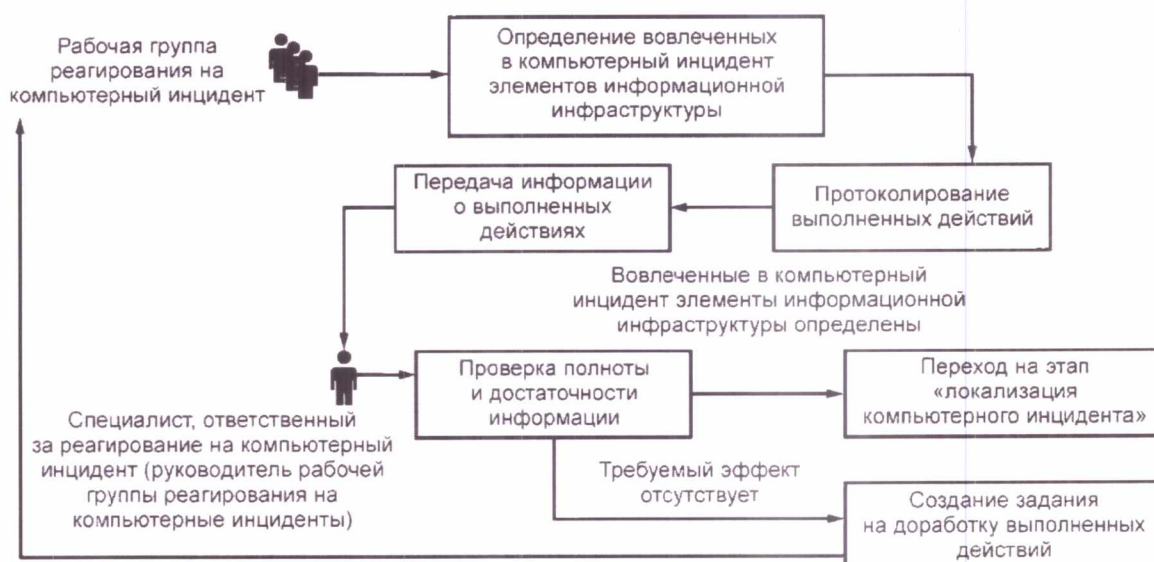 Рабочая группа
реагирования на
компьютерный инцидент
Определение вовлеченных
в компьютерный инцидент
элементов информационной
инфраструктуры
Передача информации
о выполненных
действиях
Протоколирование
выполненных действий
Вовлеченные в компьютерный
инцидент элементы информационной
инфраструктуры определены
Проверка полноты
и достаточности
информации
Переход на этап
«локализация
компьютерного инцидента»
Специалист, ответственный
за реагирование на компьютерный
инцидент (руководитель рабочей
группы реагирования на
компьютерные инциденты)
Требуемый эффект
отсутствует
Создание задания
на доработку выполненных
действий